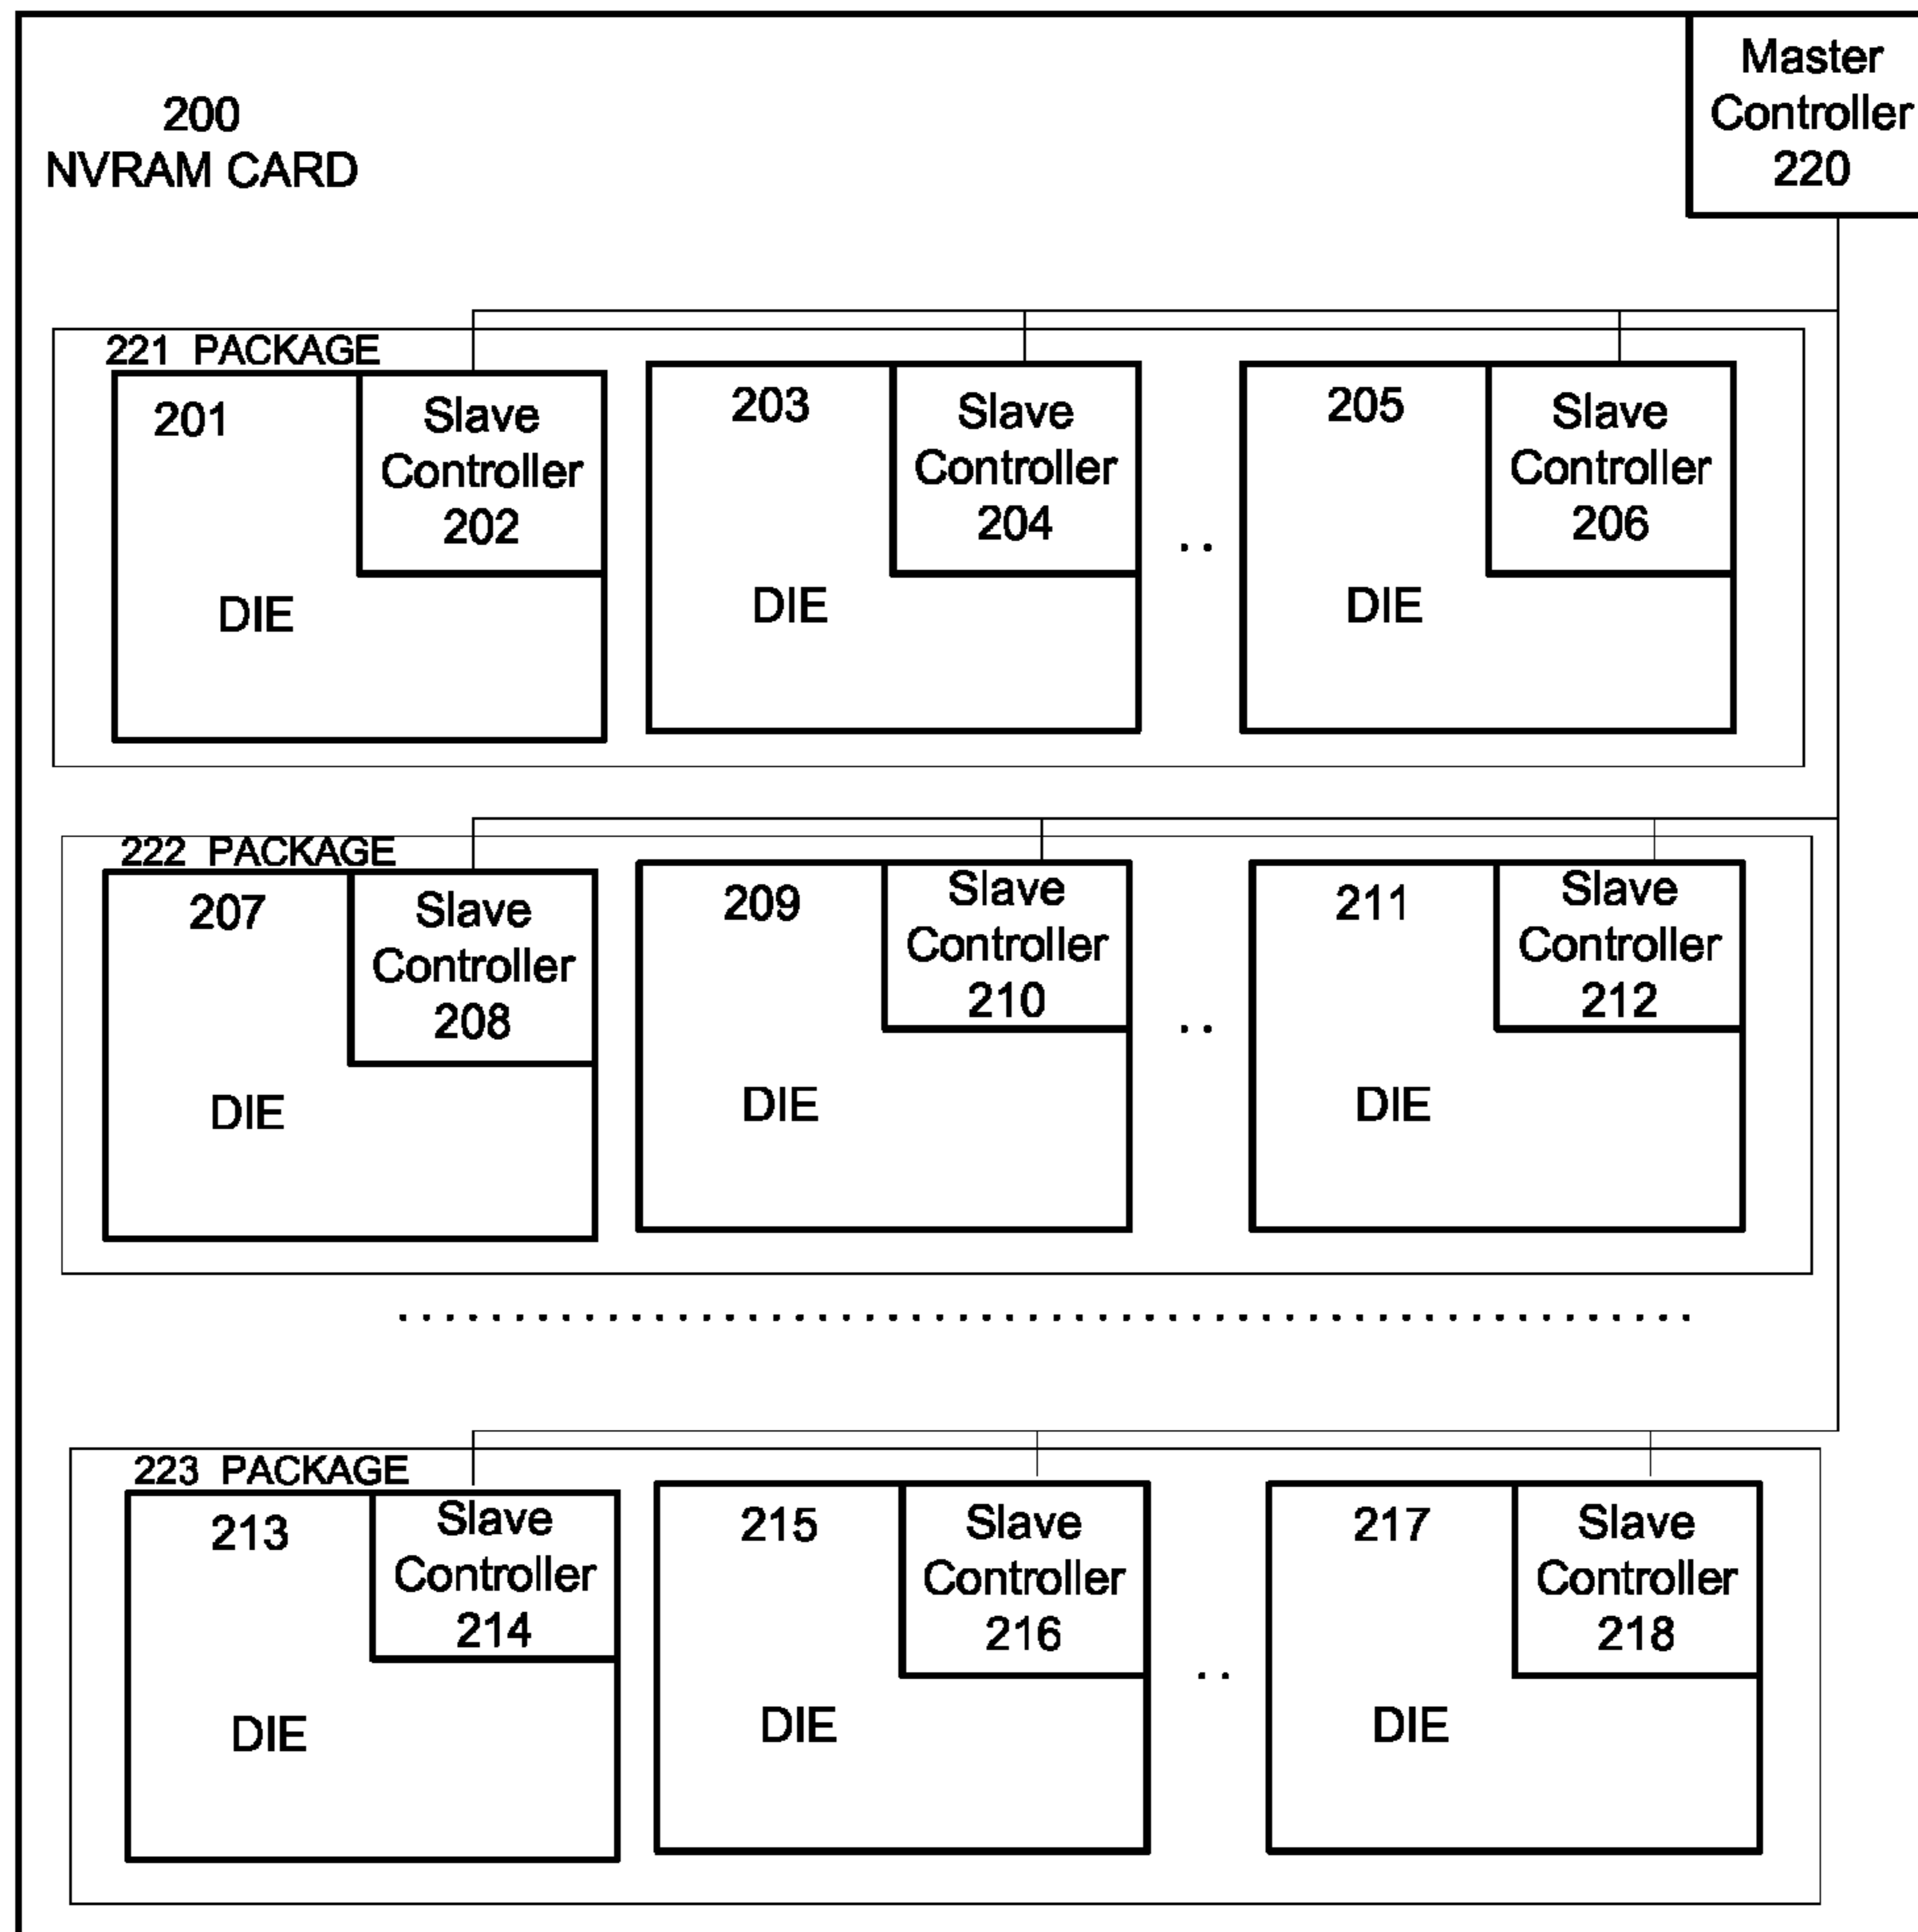 200
NVRAM CARD
Master
Controller
220
221 PACKAGE
201
Slave
Controller
202
DIE
203
Slave
Controller
204
DIE
..
205
Slave
Controller
206
DIE
222 PACKAGE
207
Slave
Controller
208
DIE
209
Slave
Controller
210
DIE
..
211
Slave
Controller
212
DIE
223 PACKAGE
213
Slave
Controller
214
DIE
215
Slave
Controller
216
DIE
..
217
Slave
Controller
218
DIE